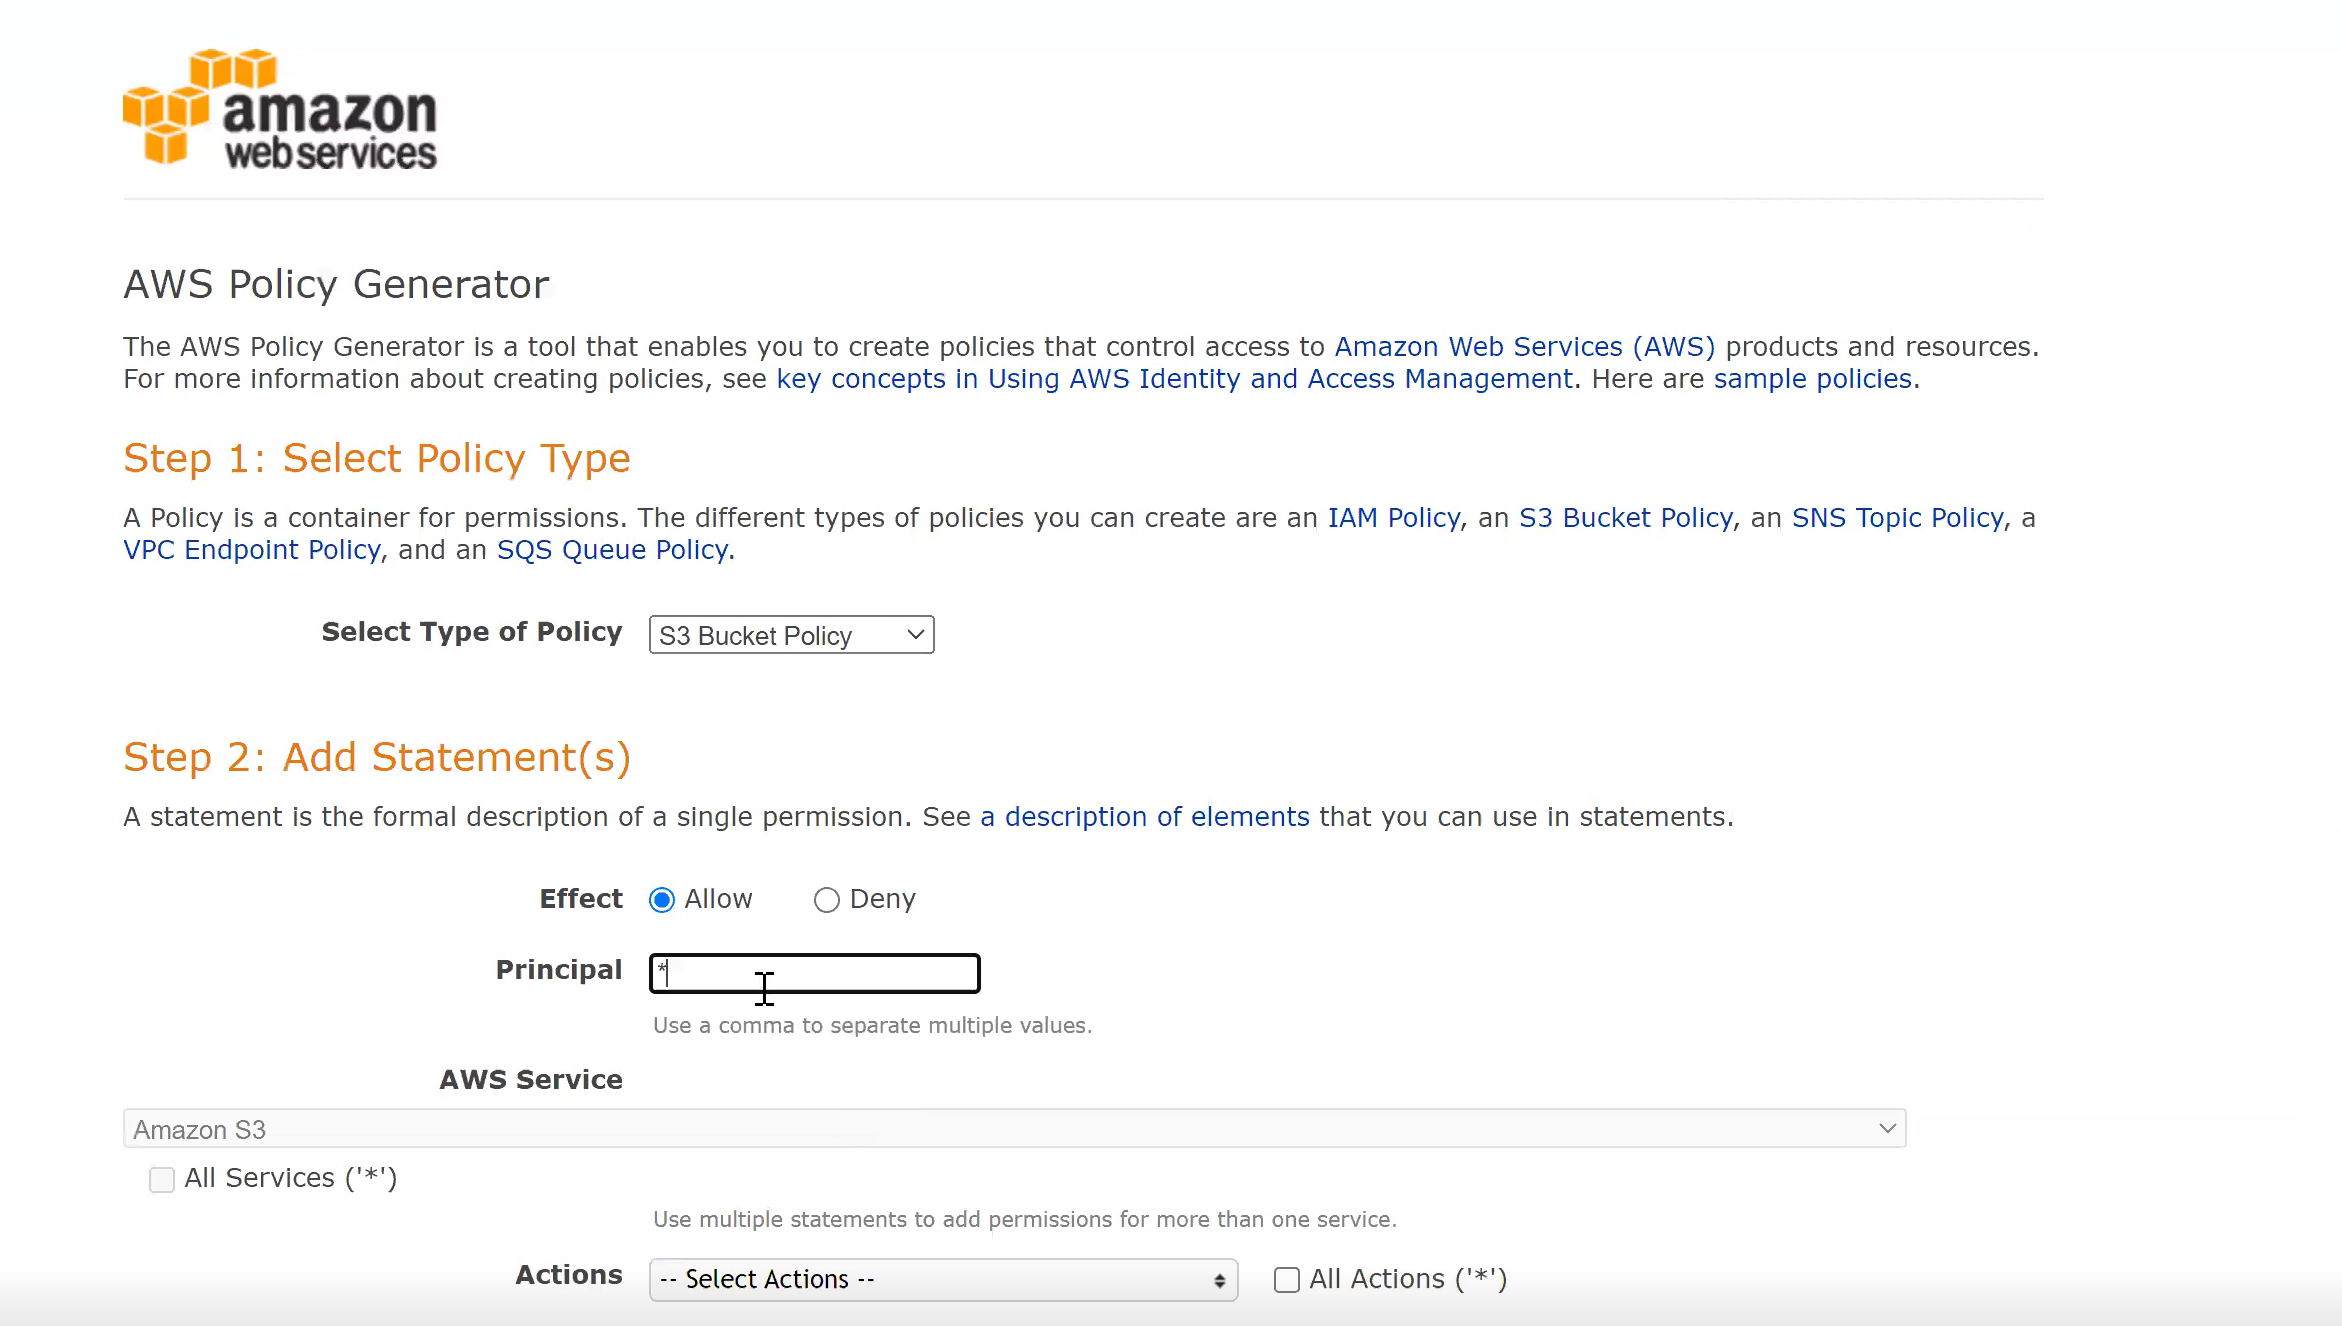 amazon
webservices
AWS Policy Generator
The AWS Policy Generator is a tool that enables you to create policies that control access to Amazon Web Services (AWS) products and resources.
For more information about creating policies, see key concepts in Using AWS Identity and Access Management. Here are sample policies.
Step 1: Select Policy Type
A Policy is a container for permissions. The different types of policies you can create are an IAM Policy, an S3 Bucket Policy, an SNS Topic Policy, a
VPC Endpoint Policy, and an SQS Queue Policy.
Select Type of Policy S3 Bucket Policy
Step 2: Add Statement(s)
A statement is the formal description of a single permission. See a description of elements that you can use in statements.
Effect Allow Deny
Principal *
Use a comma to separate multiple values.
AWS Service
Amazon S3
All Services ('*')
Use multiple statements to add permissions for more than one service.
Actions -- Select Actions -- All Actions ('*')